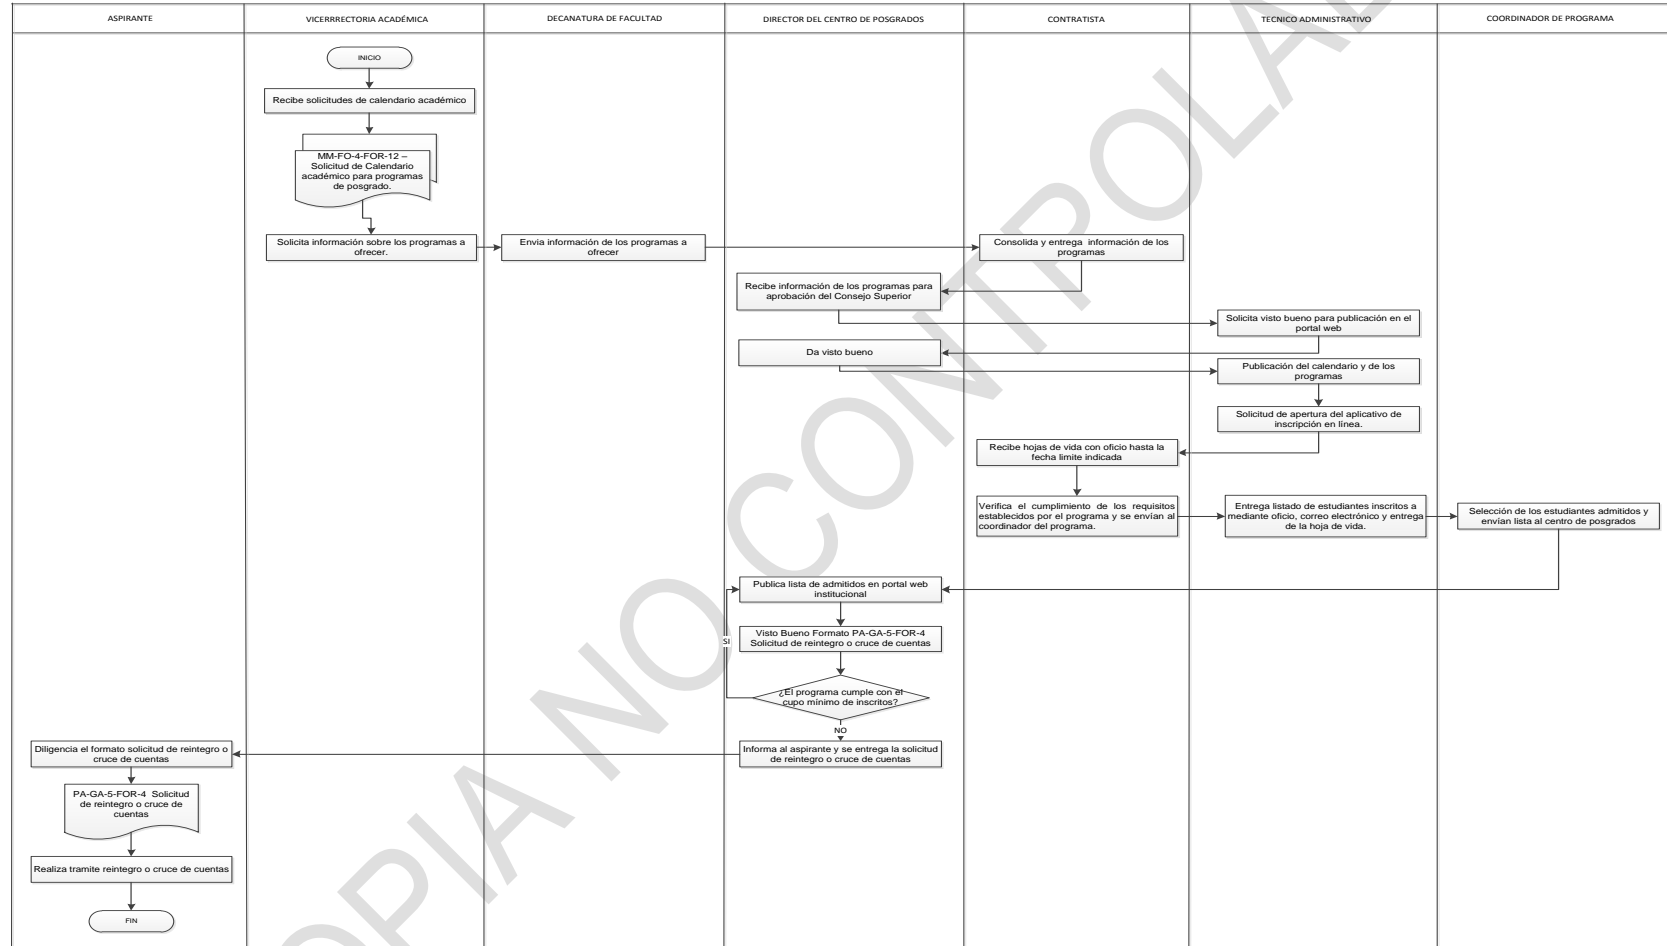 ASPIRANTE
VICERRRECTORIA ACADÉMICA
DECANATURA DE FACULTAD
DIRECTOR DEL CENTRO DE POSGRADOS
CONTRATISTA
TECNICO ADMINISTRATIVO
COORDINADOR DE PROGRAMA
INICIO
Recibe solicitudes de calendario académico
MM-FO-4-FOR-12 –
Solicitud de Calendario
académico para programas
de posgrado.
Solicita información sobre los programas a
ofrecer.
Envia información de los programas a
ofrecer
Consolida y entrega información de los
programas
Recibe información de los programas para
aprobación del Consejo Superior
Solicita visto bueno para publicación en el
portal web
Da visto bueno
Publicación del calendario y de los
programas
Solicitud de apertura del aplicativo de
inscripción en línea.
Recibe hojas de vida con oficio hasta la
fecha limite indicada
Verifica el cumplimiento de los requisitos
establecidos por el programa y se envían al
coordinador del programa.
Entrega listado de estudiantes inscritos a
mediante oficio, correo electrónico y entrega
de la hoja de vida.
Selección de los estudiantes admitidos y
envían lista al centro de posgrados
Publica lista de admitidos en portal web
institucional
Visto Bueno Formato PA-GA-5-FOR-4
Solicitud de reintegro o cruce de cuentas
SI
¿El programa cumple con el
cupo mínimo de inscritos?
NO
Informa al aspirante y se entrega la solicitud
de reintegro o cruce de cuentas
Diligencia el formato solicitud de reintegro o
cruce de cuentas
PA-GA-5-FOR-4 Solicitud
de reintegro o cruce de
cuentas
Realiza tramite reintegro o cruce de cuentas
FIN
OPIA NO CONTROLAD